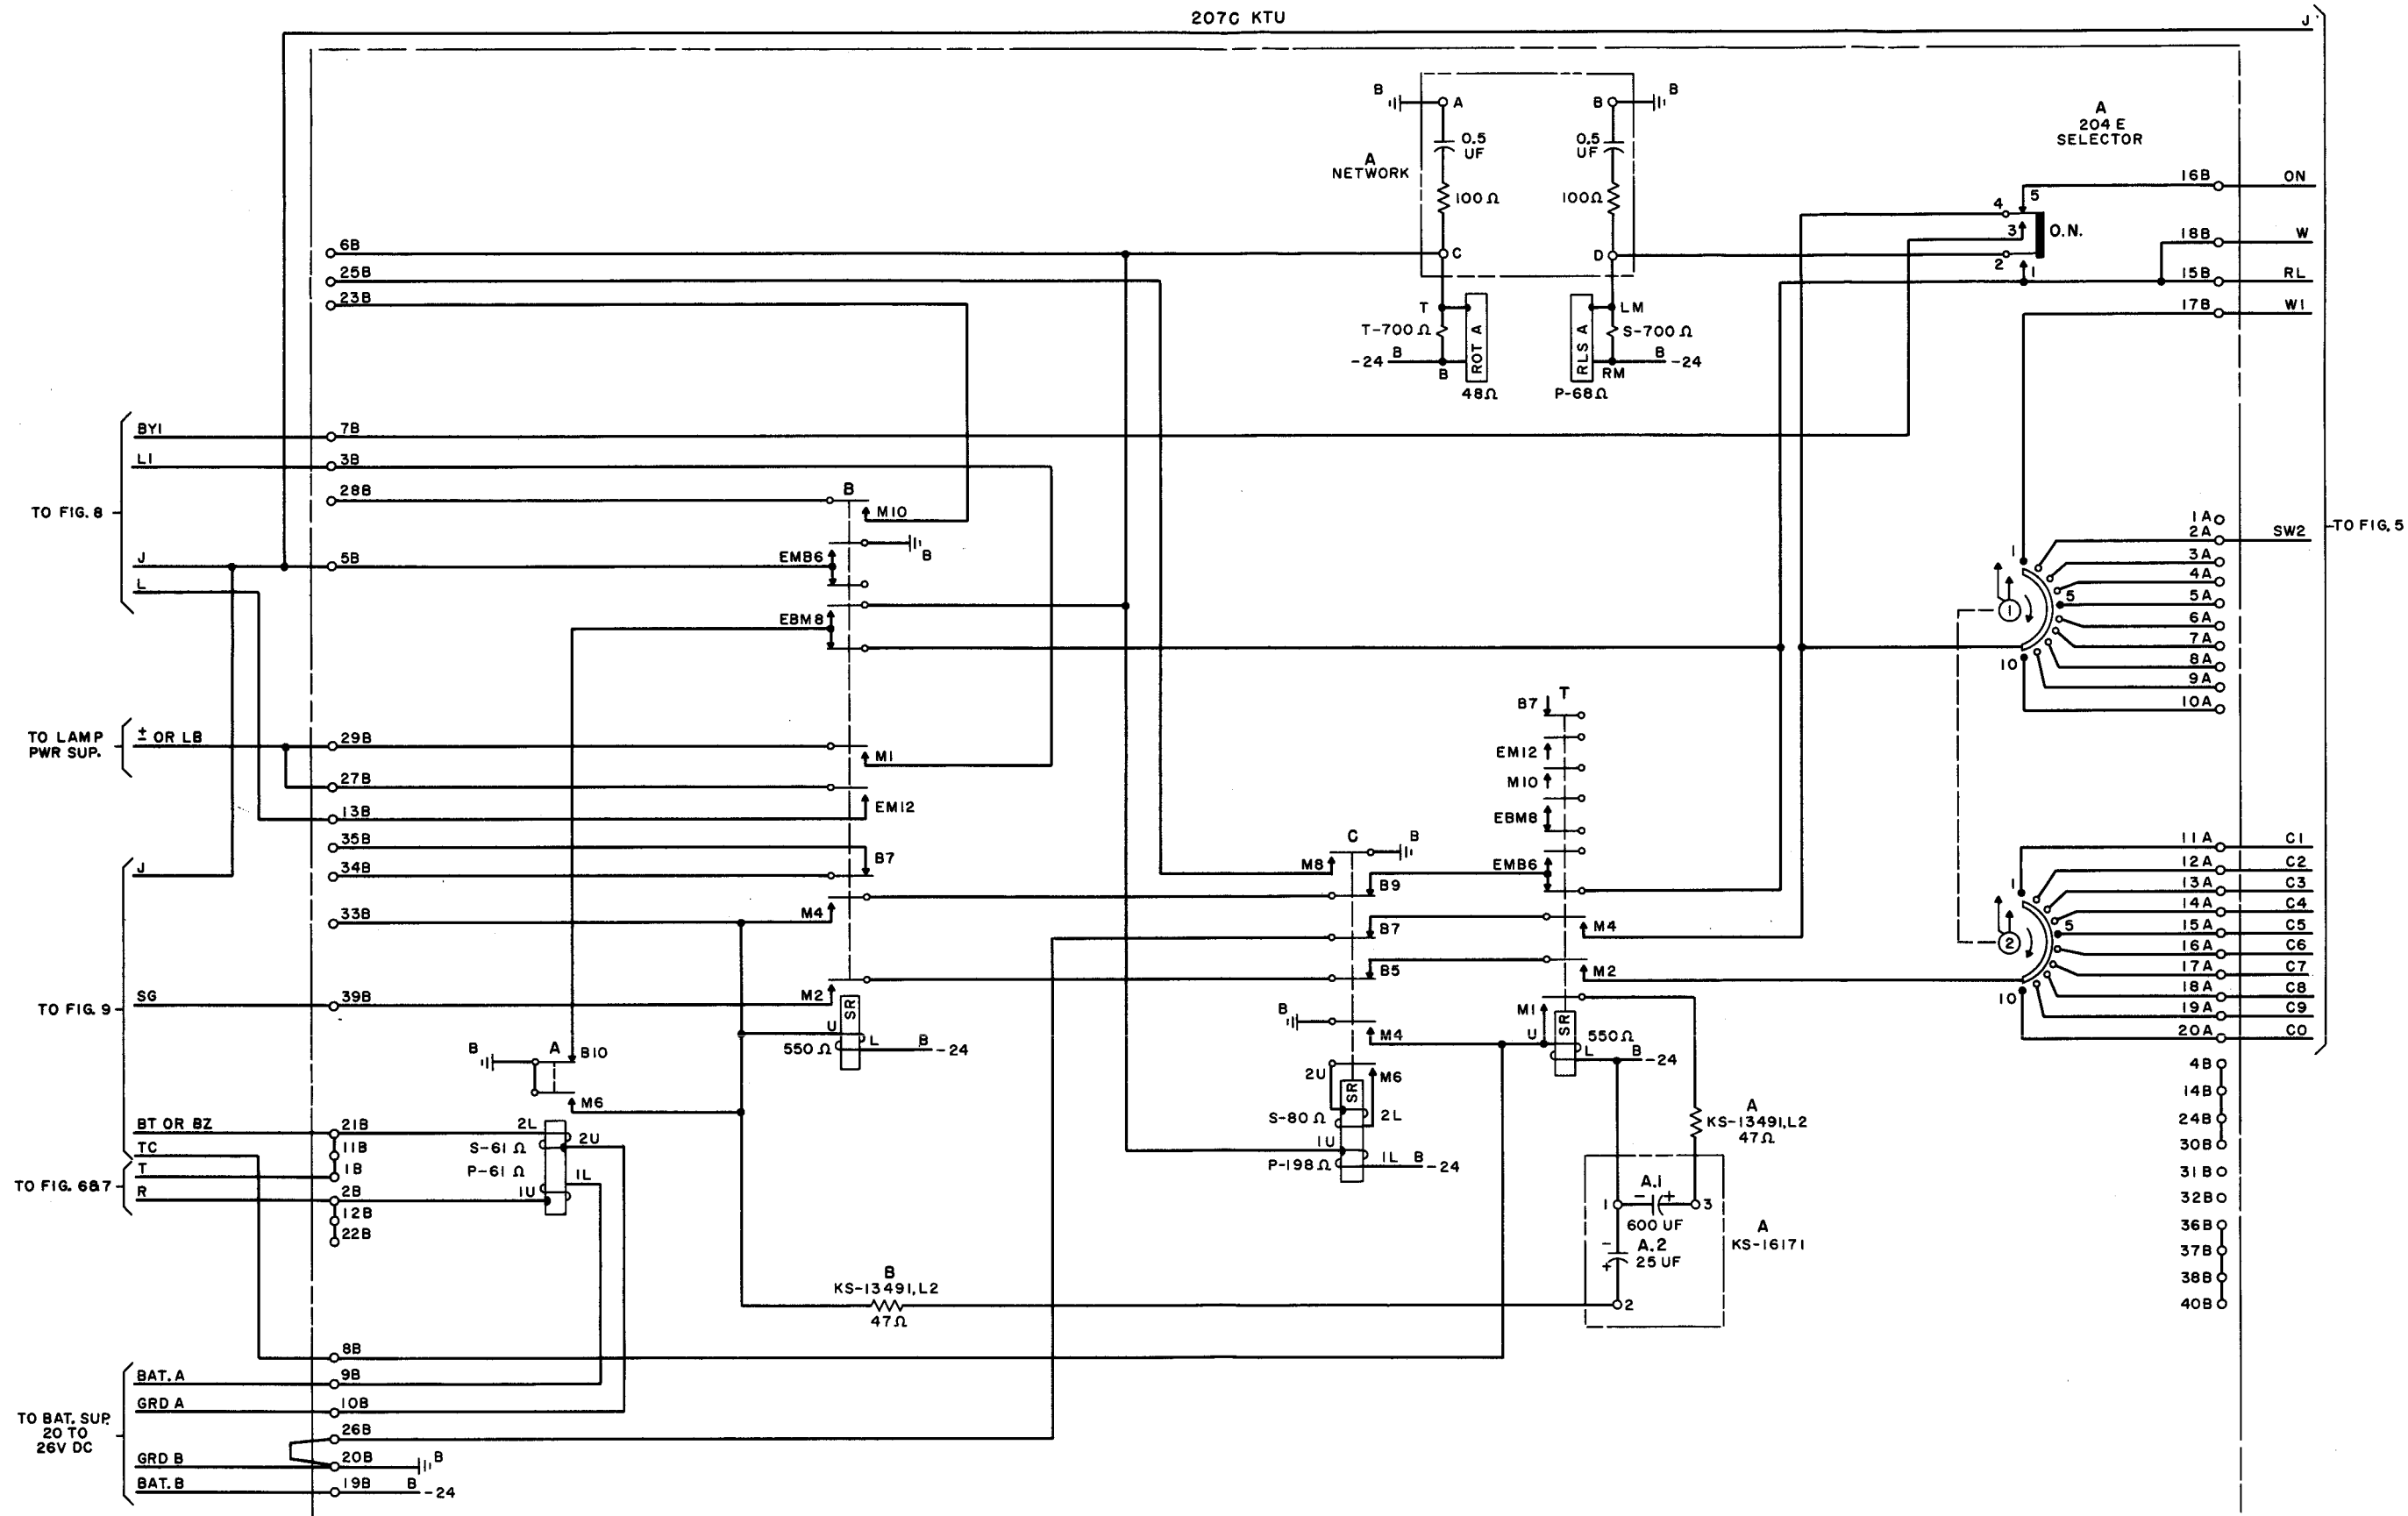 207C KTU
J
B
A
B
B
0.5
UF
0.5
UF
A
NETWORK
100Ω
100Ω
C
D
A
204 E
SELECTOR
16B
ON
5
4
3
O.N.
2
1
18B
W
15B
RL
17B
W1
6B
25B
23B
T
T-700Ω
-24
B
B
ROT A
48Ω
LM
RLS A
S-700Ω
B
-24
RM
P-68Ω
BY1
7B
L1
3B
28B
B
M10
TO FIG. 8
B
EMB6
J
5B
L
EBM8
1A
2A
SW2
TO FIG. 5
3A
4A
5A
6A
7A
8A
9A
10A
1
5
10
1
TO LAMP
PWR SUP.
± OR LB
29B
M1
27B
EM12
13B
35B
B7
34B
M4
33B
T
B7
EM12
M10
EBM8
EMB6
C
B
M8
B9
B7
M4
B5
M2
J
SG
39B
M2
TO FIG. 9
SR
U
550Ω
L
B
-24
B
M4
2U
M6
SR
S-80Ω
2L
1U
P-198Ω
1L
B
-24
M1
U
SR
550Ω
L
B
-24
11A
C1
12A
C2
13A
C3
14A
C4
15A
C5
16A
C6
17A
C7
18A
C8
19A
C9
20A
C0
1
5
10
2
4B
14B
24B
30B
31B
32B
36B
37B
38B
40B
B
A
B10
M6
BT OR BZ
21B
TC
11B
T
1B
R
2B
12B
22B
TO FIG. 6&7
2L
S-61Ω
2U
P-61Ω
1L
1U
A
KS-13491,L2
47Ω
A.1
1
-
+
3
600 UF
-
A.2
+
25 UF
2
A
KS-16171
B
KS-13491,L2
47Ω
8B
BAT. A
9B
GRD A
10B
26B
TO BAT. SUP.
20 TO
26V DC
GRD B
20B
B
BAT. B
19B
B
-24